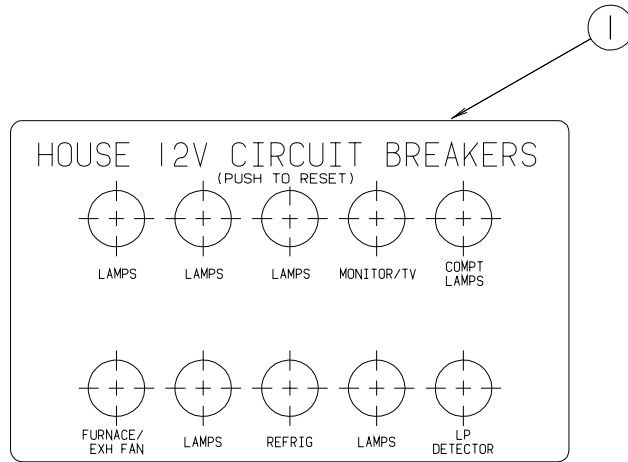 1
HOUSE 12V CIRCUIT BREAKERS
(PUSH TO RESET)
LAMPS LAMPS LAMPS MONITOR/TV COMPT
LAMPS
FURNACE/
EXH FAN LAMPS REFRIG LAMPS LP
DETECTOR